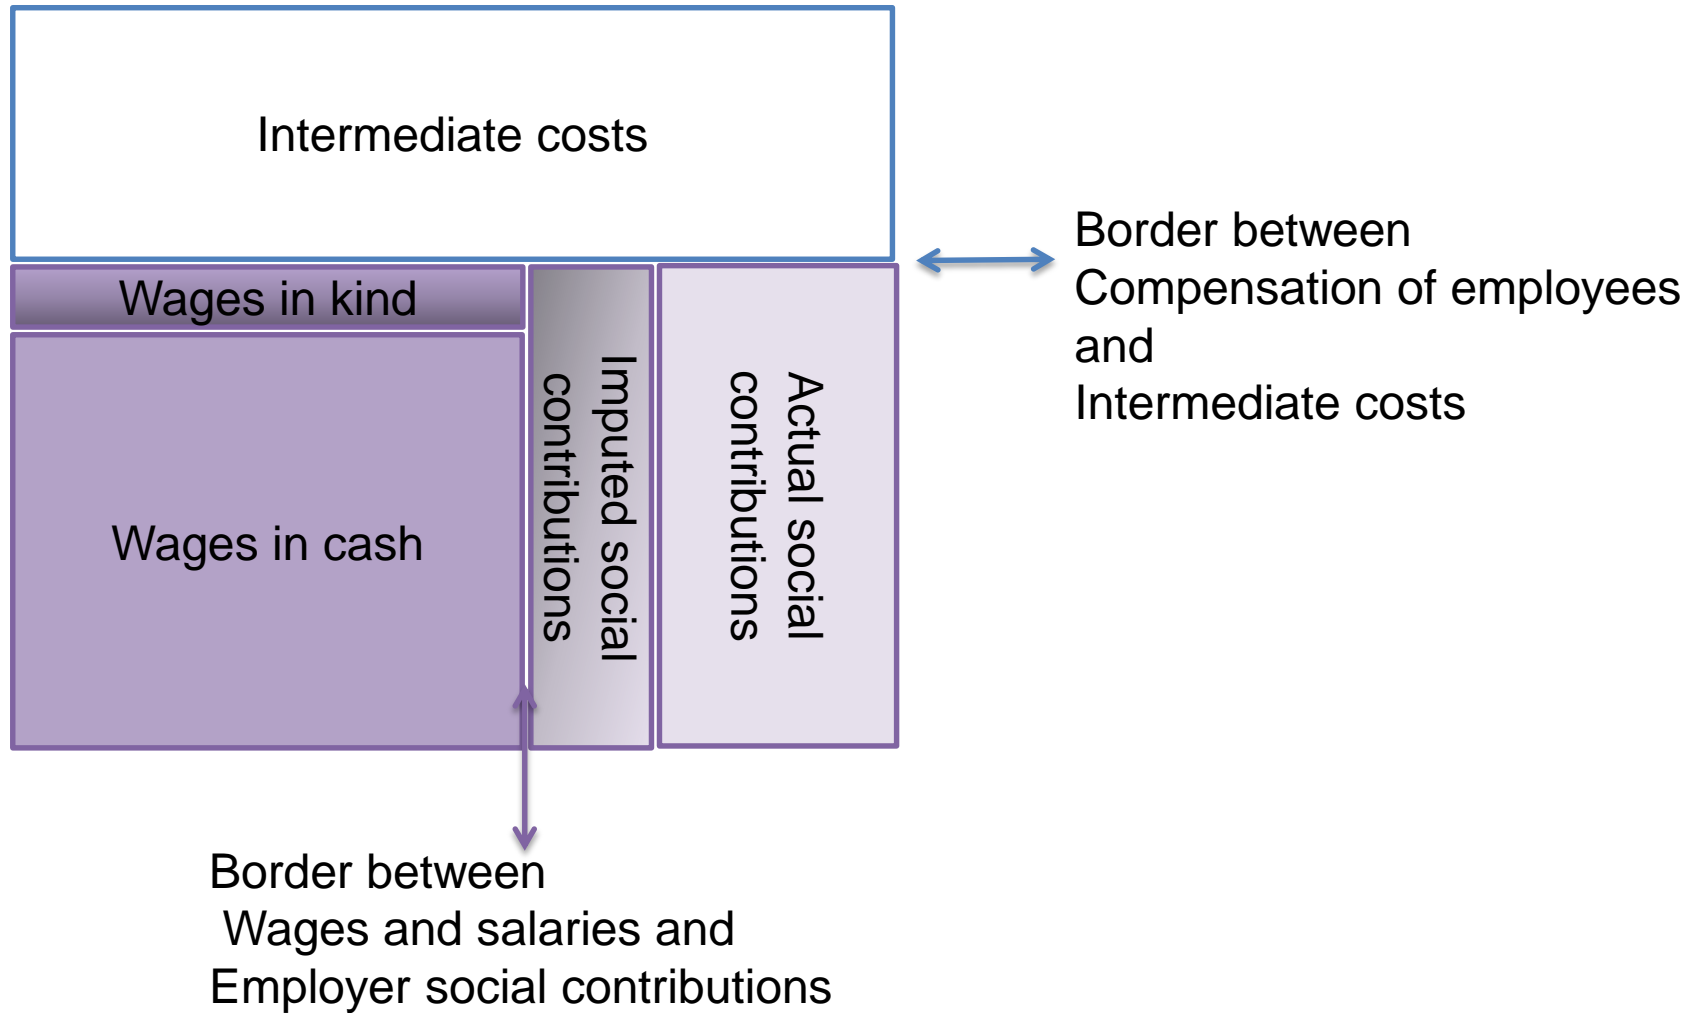 Intermediate costs
Border between
Compensation of employees
and
Intermediate costs
Wages in kind
Wages in cash
Imputed social
contributions
Actual social
contributions
Border between
Wages and salaries and
Employer social contributions